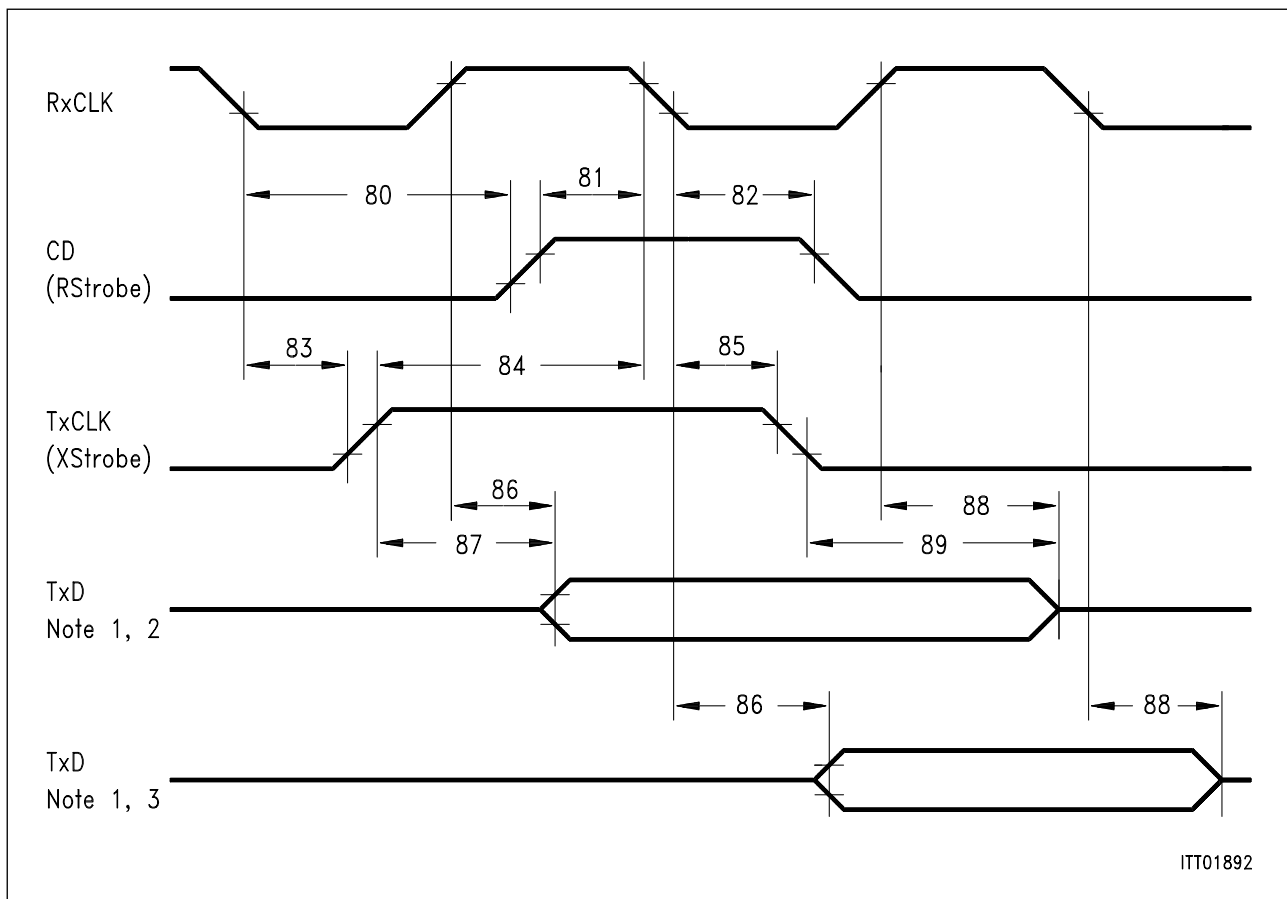 RxCLK
80
81
82
CD
(RStrobe)
83
84
85
TxCLK
(XStrobe)
86
88
87
89
TxD
Note 1, 2
86
88
TxD
Note 1, 3
ITT01892